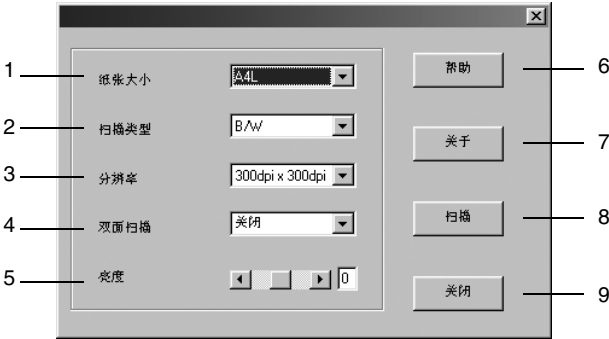 1 纸张大小 A4L
2 扫描类型 B/W
3 分辨率 300dpi x 300dpi
4 双面扫描 关闭
5 亮度 0
帮助 6
关于 7
扫描 8
关闭 9